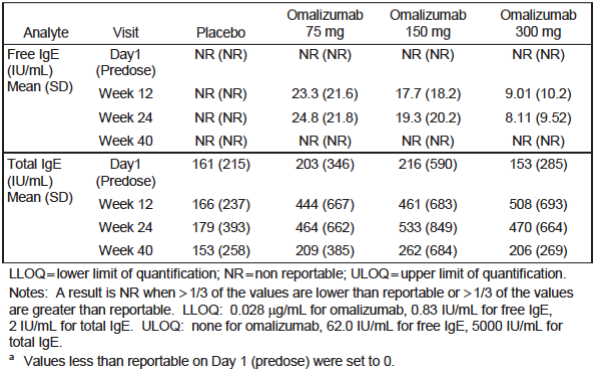 Analyte Visit Placebo Omalizumab 75 mg Omalizumab 150 mg Omalizumab 300 mg
Free IgE (IU/mL) Mean (SD) Day1 (Predose) NR (NR) NR (NR) NR (NR) NR (NR)
Week 12 NR (NR) 23.3 (21.6) 17.7 (18.2) 9.01 (10.2)
Week 24 NR (NR) 24.8 (21.8) 19.3 (20.2) 8.11 (9.52)
Week 40 NR (NR) NR (NR) NR (NR) NR (NR)
Total IgE (IU/mL) Mean (SD) Day1 (Predose) 161 (215) 203 (346) 216 (590) 153 (285)
Week 12 166 (237) 444 (667) 461 (683) 508 (693)
Week 24 179 (393) 464 (662) 533 (849) 470 (664)
Week 40 153 (258) 209 (385) 262 (684) 206 (269)
LLOQ=lower limit of quantification; NR=non reportable; ULOQ=upper limit of quantification.
Notes: A result is NR when >1/3 of the values are lower than reportable or >1/3 of the values
are greater than reportable. LLOQ: 0.028 μg/mL for omalizumab, 0.83 IU/mL for free IgE,
2 IU/mL for total IgE. ULOQ: none for omalizumab, 62.0 IU/mL for free IgE, 5000 IU/mL for
total IgE.
a Values less than reportable on Day 1 (predose) were set to 0.